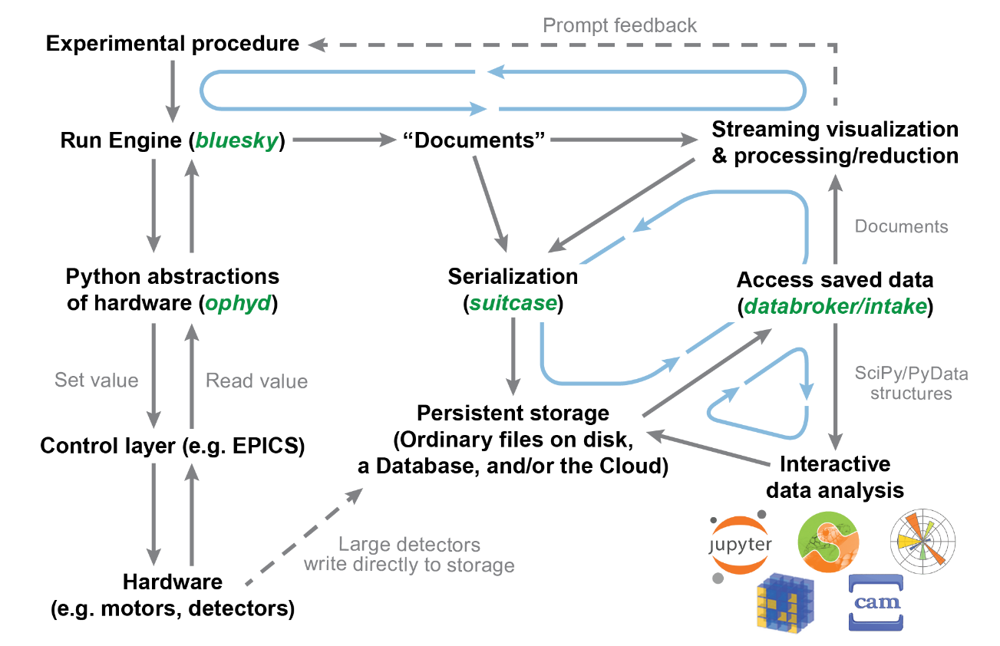 Prompt feedback
Experimental procedure
Run Engine (bluesky)
“Documents”
Streaming visualization
& processing/reduction
Documents
Python abstractions
of hardware (ophyd)
Serialization
(suitcase)
Access saved data
(databroker/intake)
Set value
Read value
SciPy/PyData
structures
Control layer (e.g. EPICS)
Persistent storage
(Ordinary files on disk,
a Database, and/or the Cloud)
Interactive
data analysis
Large detectors
write directly to storage
Hardware
(e.g. motors, detectors)
jupyter
cam